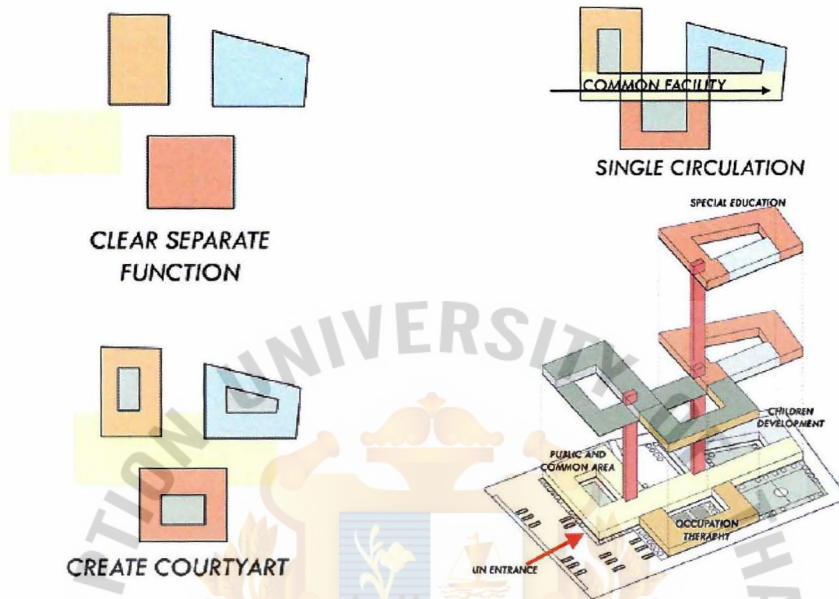 CLEAR SEPARATE
FUNCTION
COMMON FACILITY
SINGLE CIRCULATION
CREATE COURTYART
SPECIAL EDUCATION
CHILDREN
DEVELOPMENT
PUBLIC AND
COMMON AREA
OCCUPATION
THERAPHY
ENTRANCE
UNIVERSITY